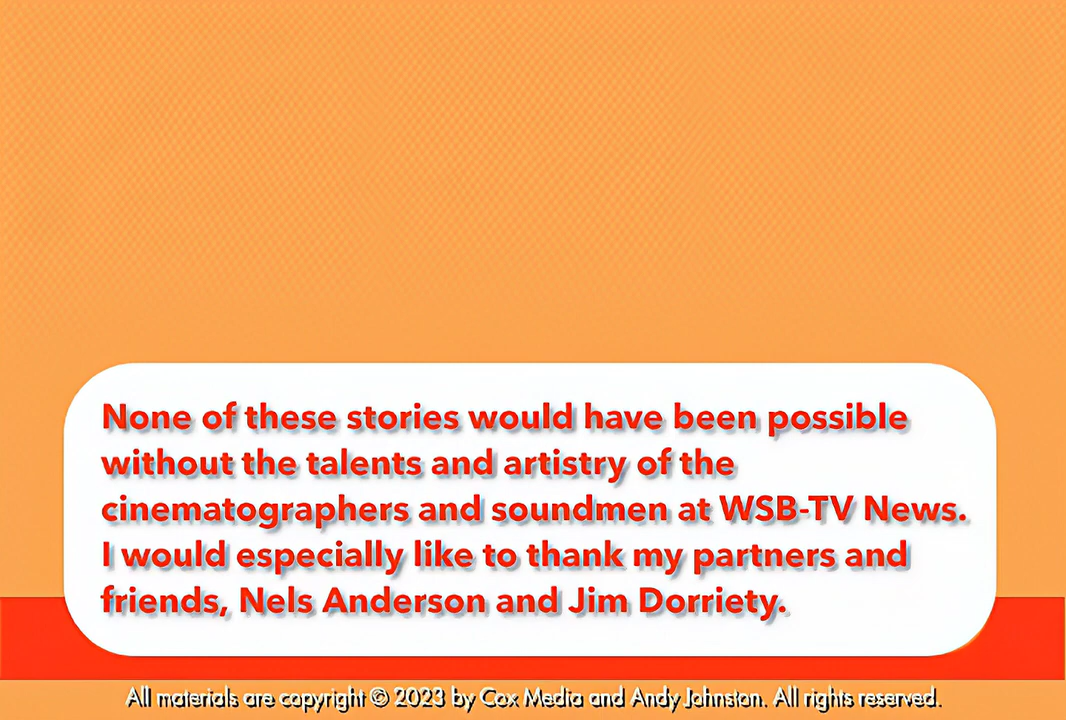 None of these stories would have been possible
without the talents and artistry of the
cinematographers and soundmen at WSB-TV News.
I would especially like to thank my partners and
friends, Nels Anderson and Jim Dorriety.
All materials are copyright © 2023 by Cox Media and Andy Johnston. All rights reserved.